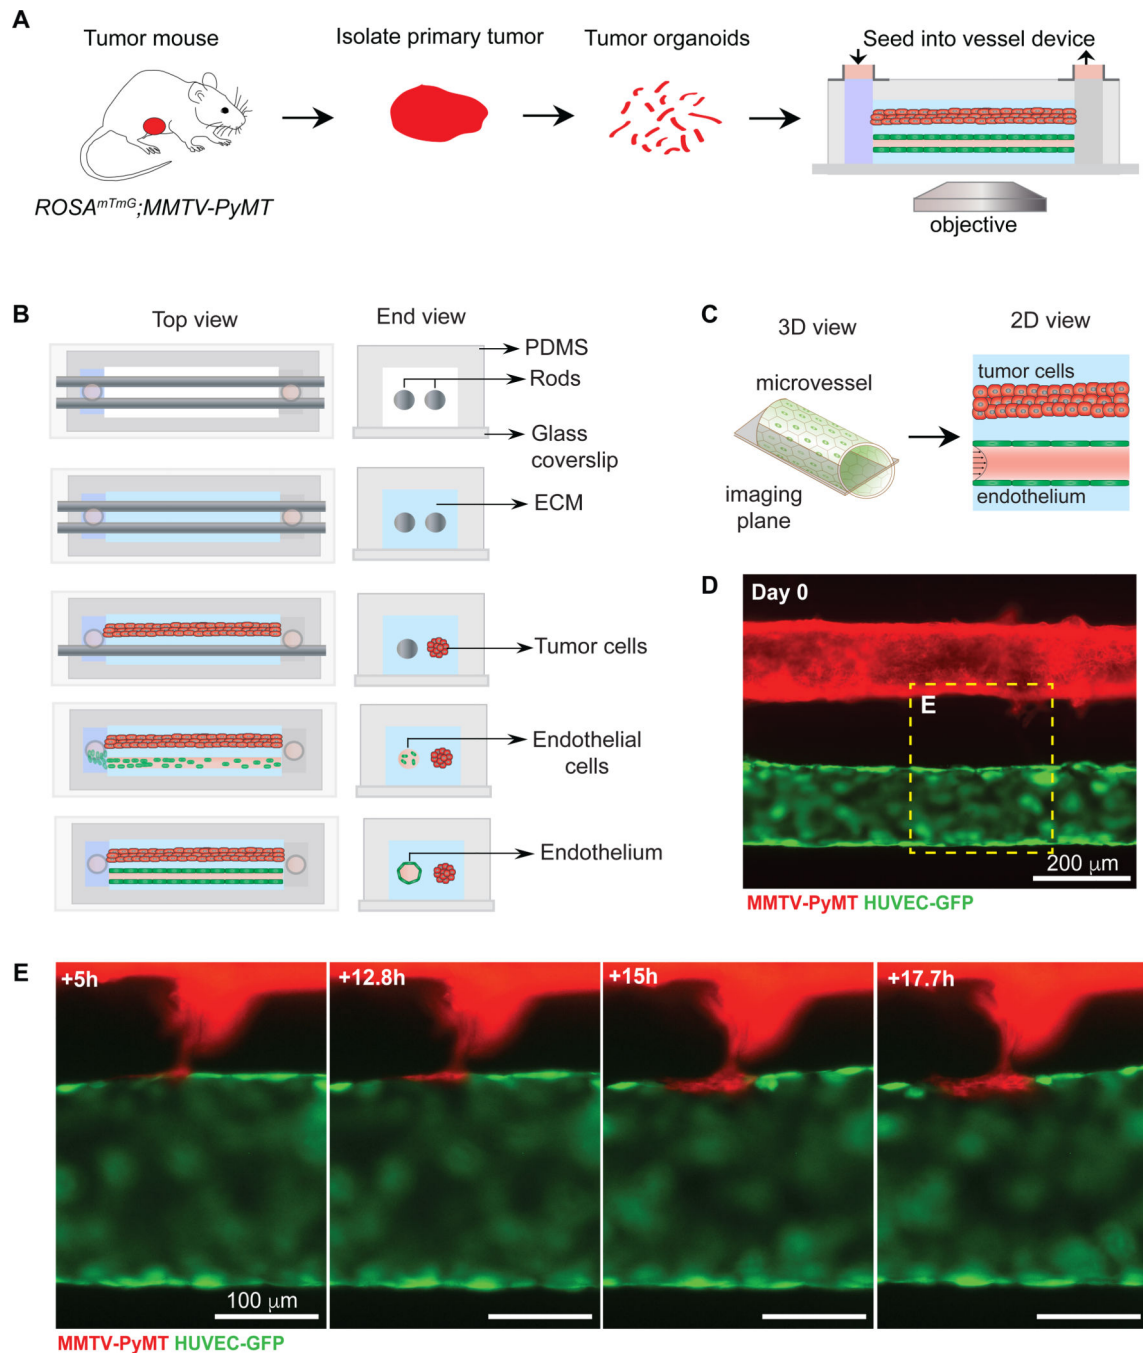 A
Tumor mouse
Isolate primary tumor
Tumor organoids
Seed into vessel device
ROSAmTmG;MMTV-PyMT
objective
B
Top view
End view
PDMS
Rods
Glass
coverslip
ECM
Tumor cells
Endothelial
cells
Endothelium
C
3D view
2D view
microvessel
imaging
plane
tumor cells
endothelium
D
Day 0
E
200 μm
MMTV-PyMT HUVEC-GFP
E
+5h
+12.8h
+15h
+17.7h
100 μm
MMTV-PyMT HUVEC-GFP